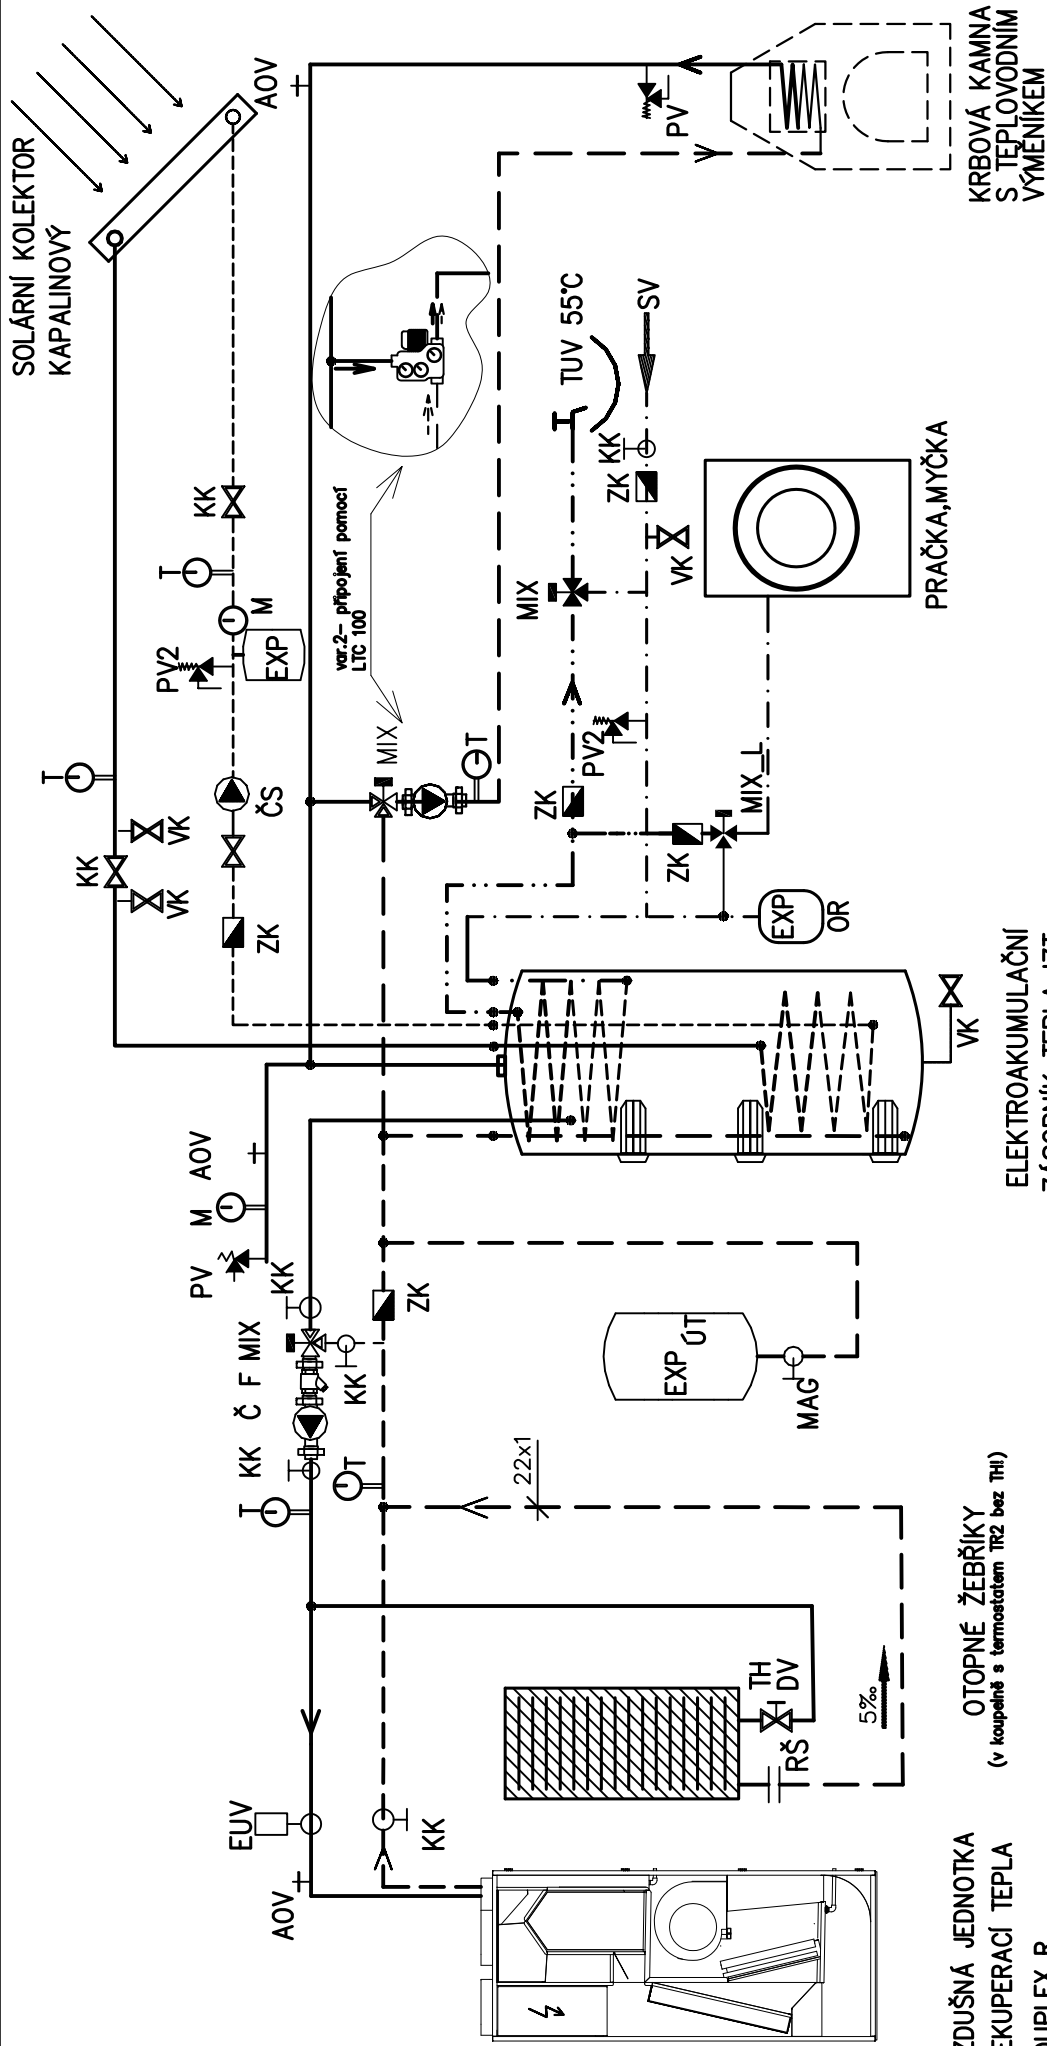 SOLÁRNÍ KOLEKTOR
KAPALINOVÝ
AOV
PV
KRBOVÁ KAMNA
S TEPLOVODNÍM
VÝMĚNÍKEM
KK
T
M
EXP
PV2
ČS
T
VK
KK
VK
ZK
var.2- připojení pomocí
LTC 100
MIX
T
TUV 55°C
SV
KK
ZK
VK
MIX
PRAČKA,MYČKA
PV2
ZK
ZK
MIX_L
EXP
OR
VK
ELEKTROAKUMULAČNÍ
AOV
M
PV
KK
MIX
F
Č
KK
T
KK
ZK
T
EXP ÚT
MAG
22x1
OTOPNÉ ŽEBŘÍKY
(v koupelně s termostatem TR2 bez TH!)
TH
DV
RŠ
5‰
EUV
AOV
KK
JEDNOTKA
TEPLA
R